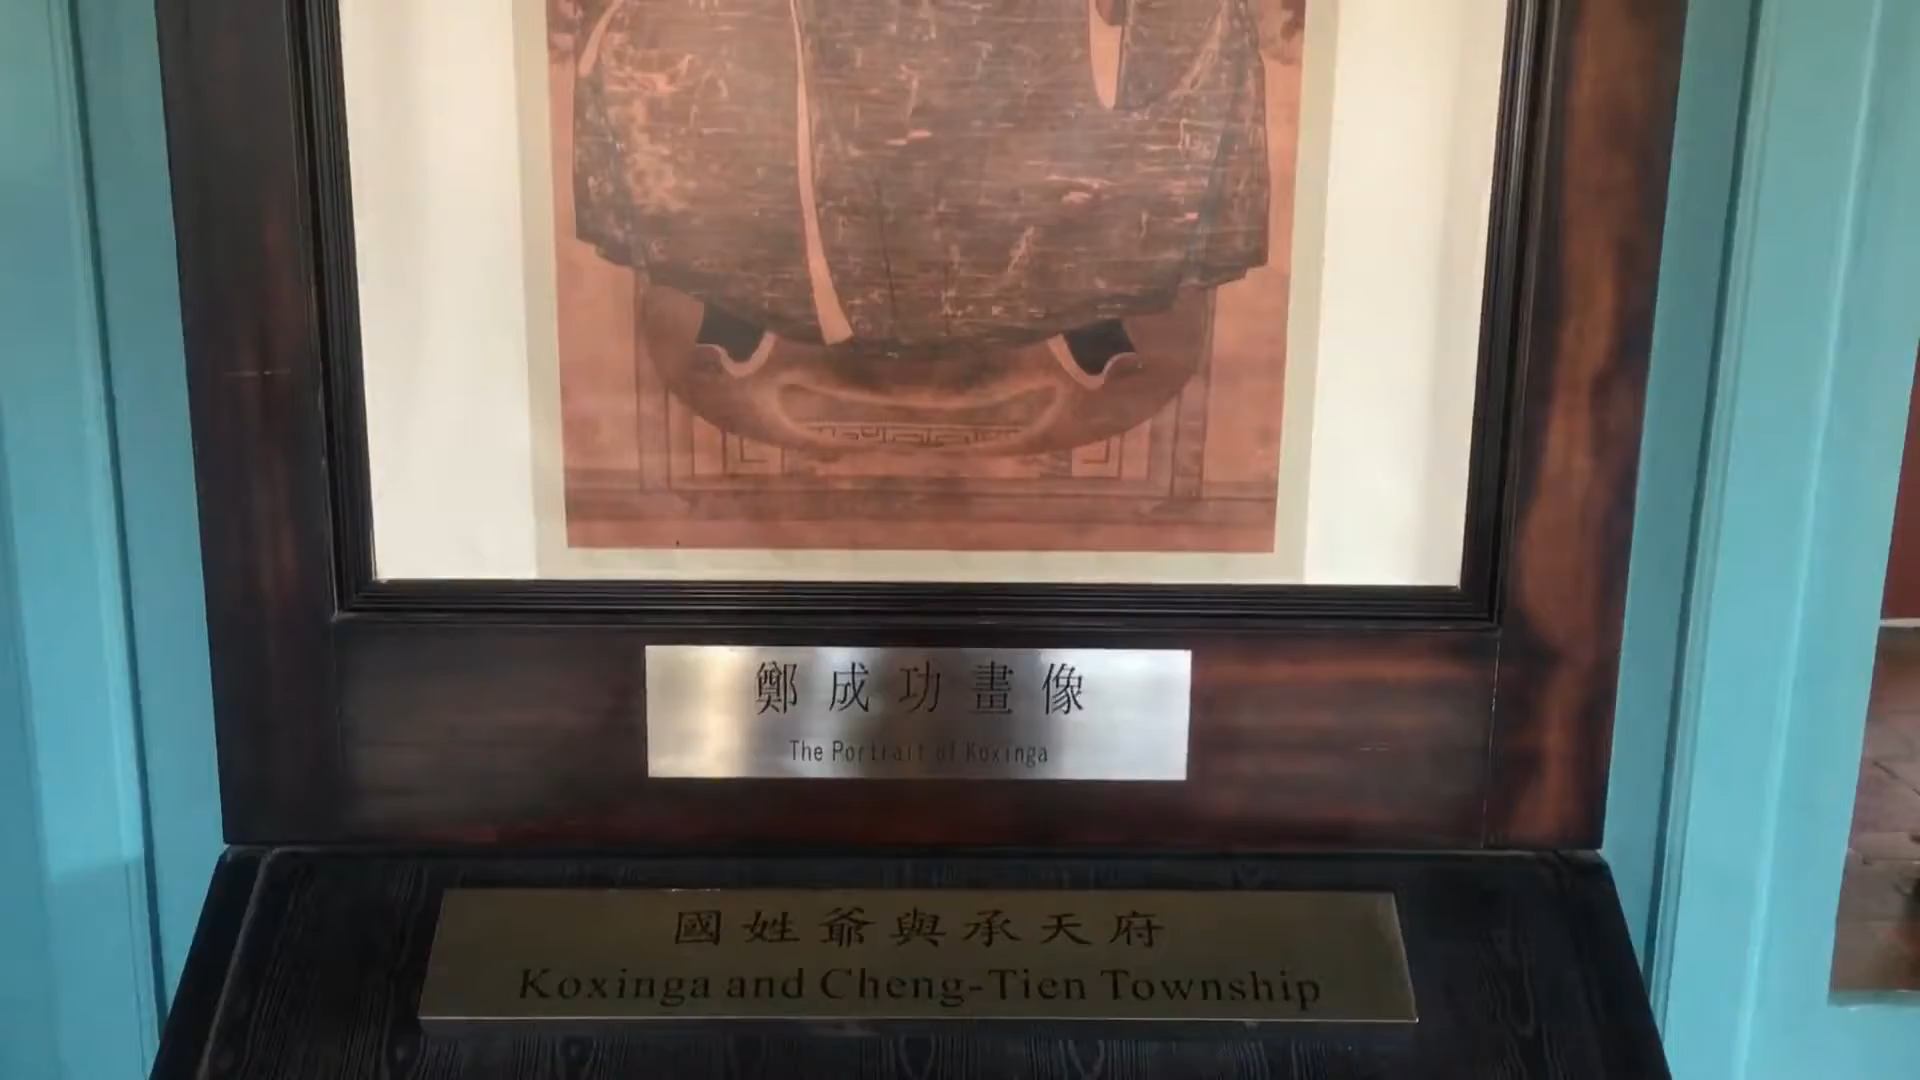 鄭成功畫像
The Portrait of Koxinga
國姓爺與承天府
Koxinga and Cheng-Tien Township